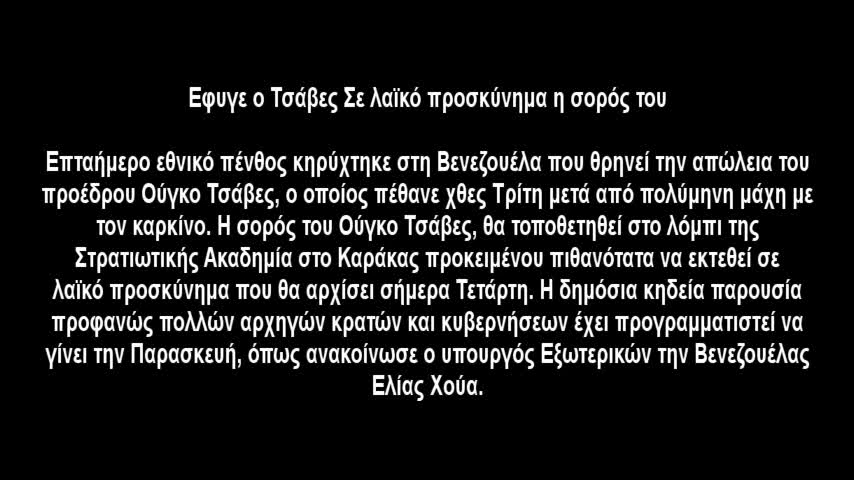 Εφυγε ο Τσάβες Σε λαϊκό προσκύνημα η σορός του
Επταήμερο εθνικό πένθος κηρύχτηκε στη Βενεζουέλα που θρηνεί την απώλεια του
προέδρου Ούγκο Τσάβες, ο οποίος πέθανε χθες Τρίτη μετά από πολύμηνη μάχη με
τον καρκίνο. Η σορός του Ούγκο Τσάβες, θα τοποθετηθεί στο λόμπι της
Στρατιωτικής Ακαδημία στο Καράκας προκειμένου πιθανότατα να εκτεθεί σε
λαϊκό προσκύνημα που θα αρχίσει σήμερα Τετάρτη. Η δημόσια κηδεία παρουσία
προφανώς πολλών αρχηγών κρατών και κυβερνήσεων έχει προγραμματιστεί να
γίνει την Παρασκευή, όπως ανακοίνωσε ο υπουργός Εξωτερικών την Βενεζουέλας
Ελίας Χούα.